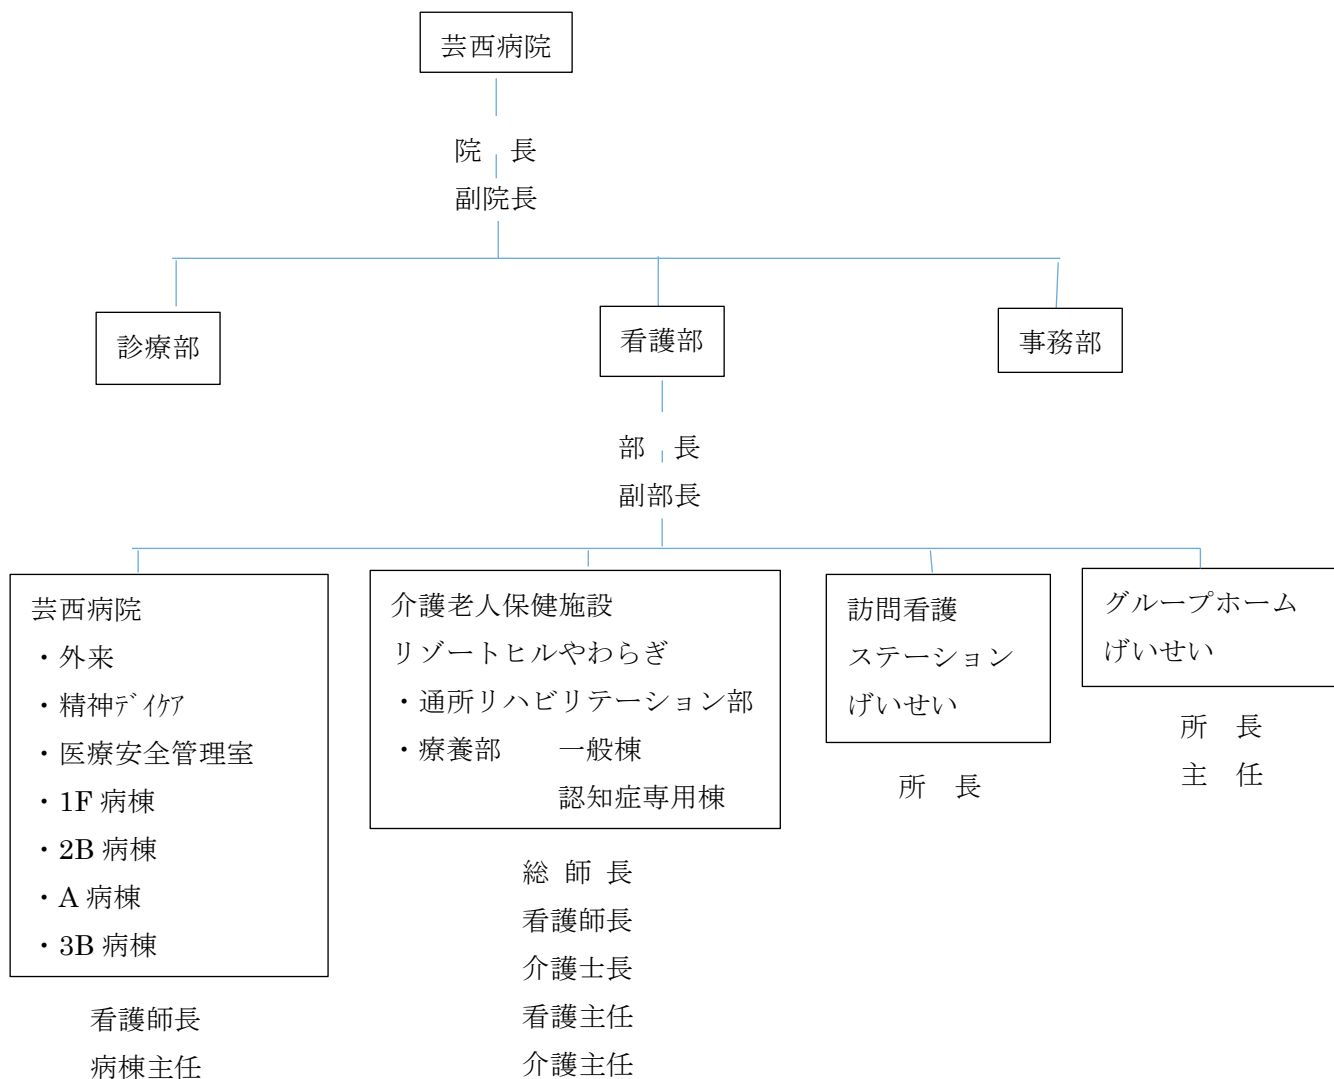 芸西病院
院　長
副院長
診療部
看護部
事務部
部　長
副部長
芸西病院
・外来
・精神ﾃﾞｲｹｱ
・医療安全管理室
・1F 病棟
・2B 病棟
・A 病棟
・3B 病棟
看護師長
病棟主任
介護老人保健施設
リゾートヒルやわらぎ
・通所リハビリテーション部
・療養部　　一般棟
認知症専用棟
総 師 長
看護師長
介護士長
看護主任
介護主任
訪問看護
ステーション
げいせい
所　長
グループホーム
げいせい
所　長
主　任